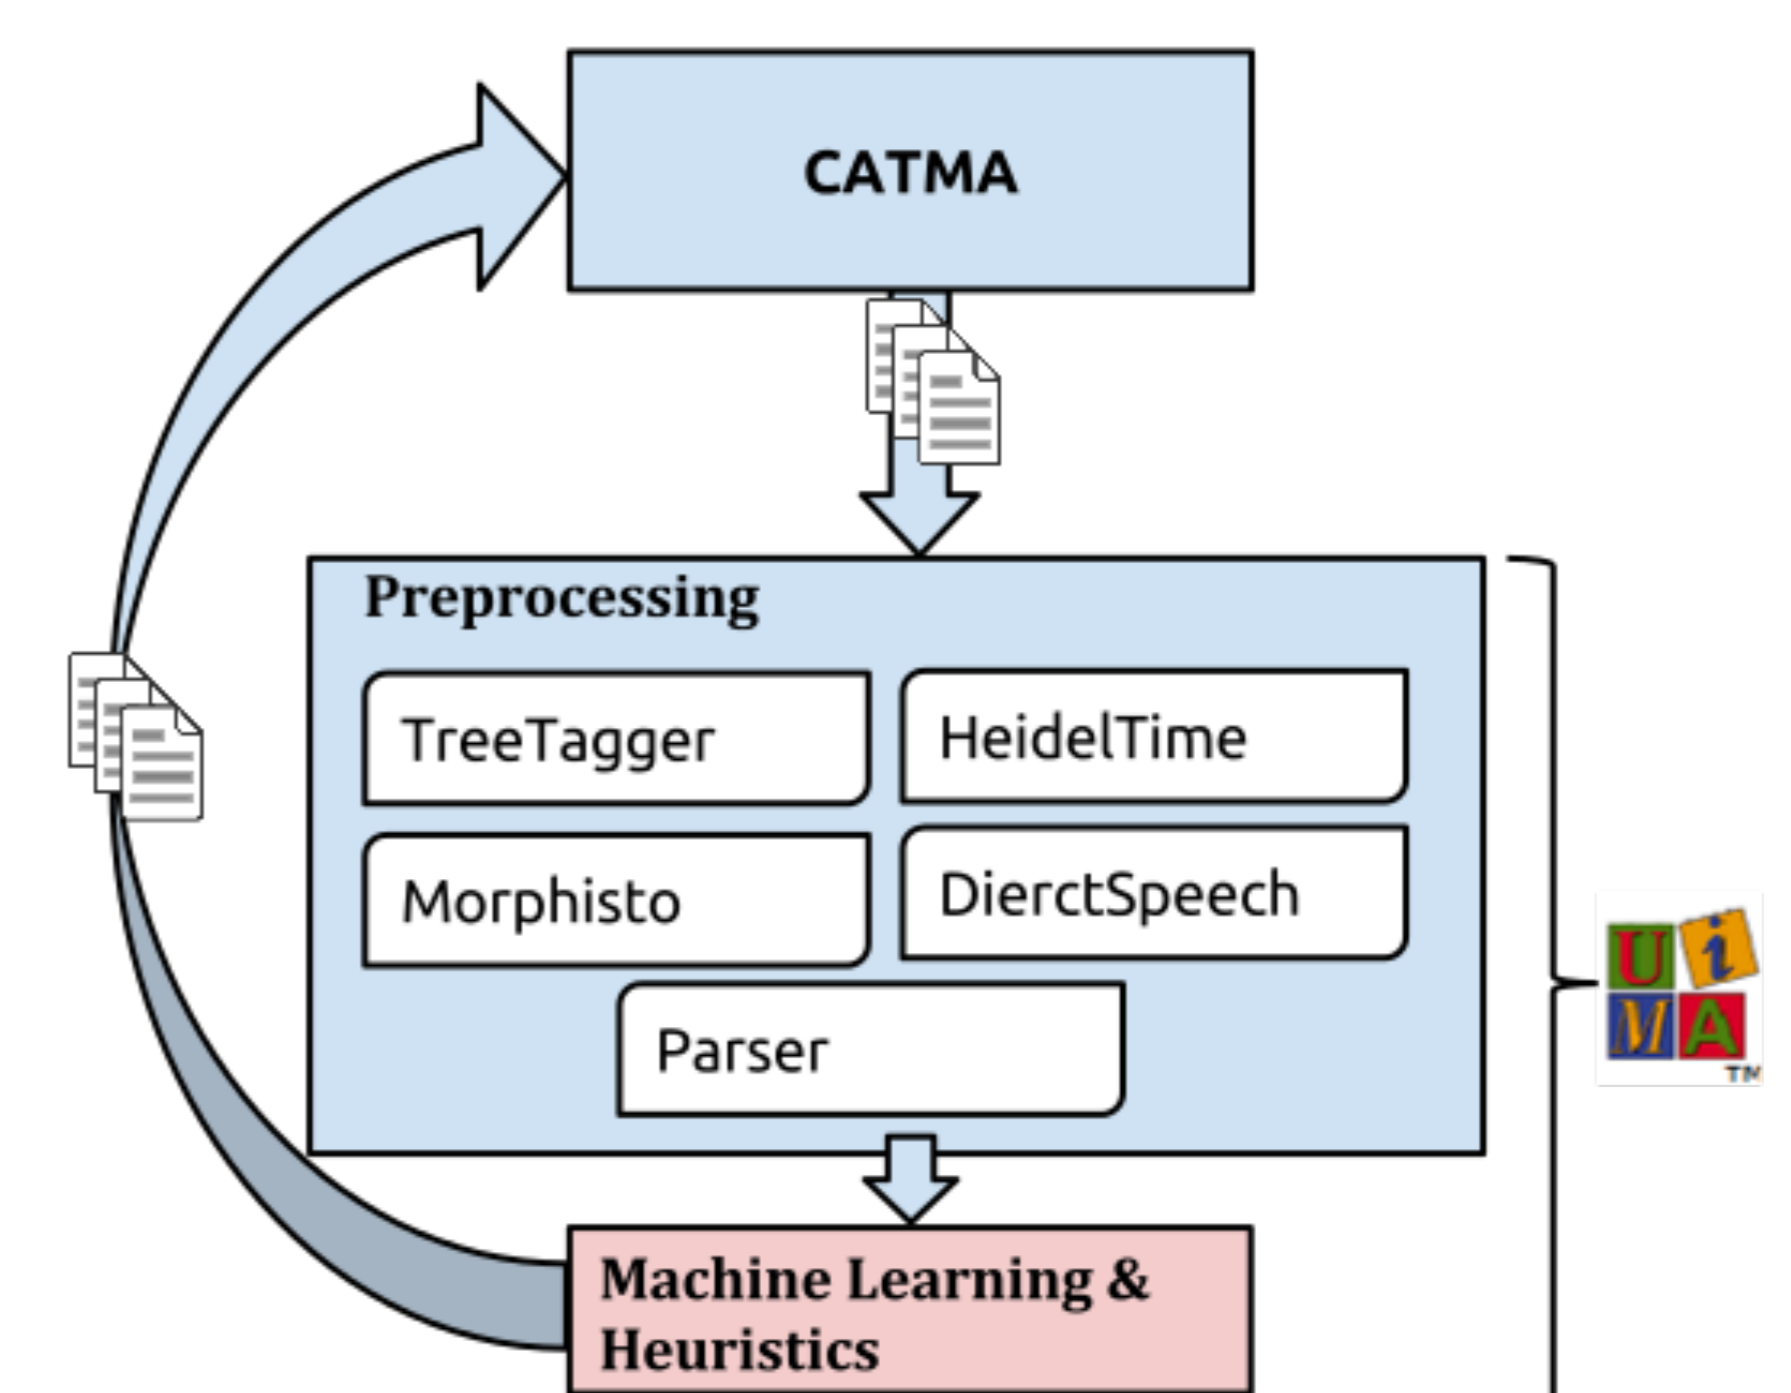 CATMA
Preprocessing
TreeTagger
HeidelTime
Morphisto
DierctSpeech
Parser
UiMA
TM
Machine Learning &
Heuristics